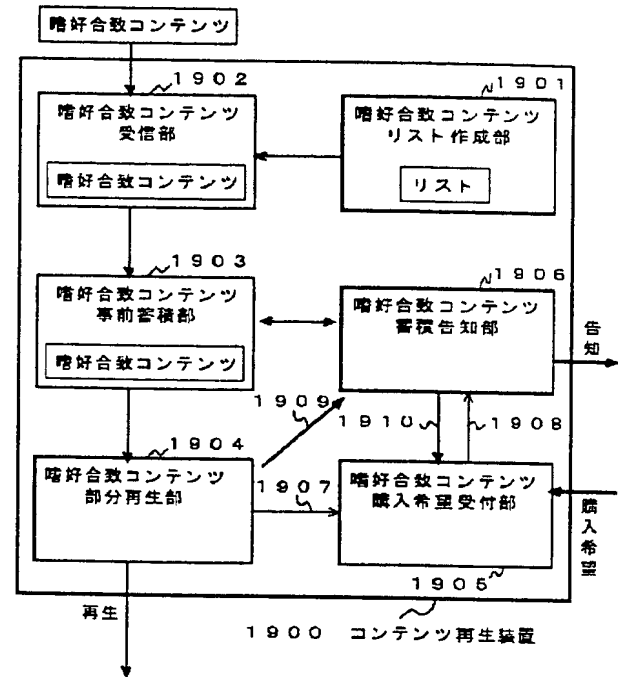 嗜好合致コンテンツ
1902
1901
嗜好合致コンテンツ
受信部
嗜好合致コンテンツ
嗜好合致コンテンツ
リスト作成部
リスト
1903
1906
嗜好合致コンテンツ
事前蓄積部
嗜好合致コンテンツ
嗜好合致コンテンツ
蓄積告知部
告知
1909
1910
1908
1904
嗜好合致コンテンツ
部分再生部
1907
嗜好合致コンテンツ
購入希望受付部
購入希望
1905
再生
1900 コンテンツ再生装置